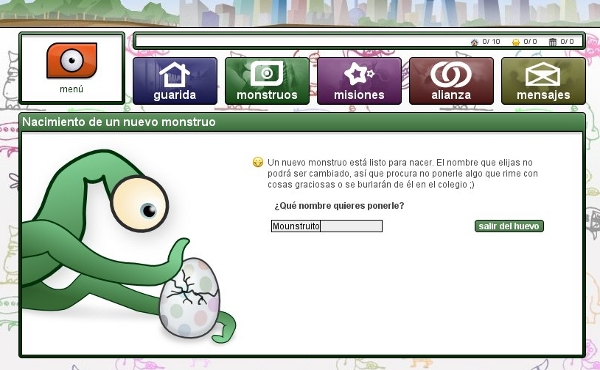 0/ 10 0/ 0 0/ 0
menú
guarida
monstruos
misiones
alianza
mensajes
Nacimiento de un nuevo monstruo
Un nuevo monstruo está listo para nacer. El nombre que elijas no
podrá ser cambiado, así que procura no ponerle algo que rime con
cosas graciosas o se burlarán de él en el colegio ;)
¿Qué nombre quieres ponerle?
Mounstruito
salir del huevo